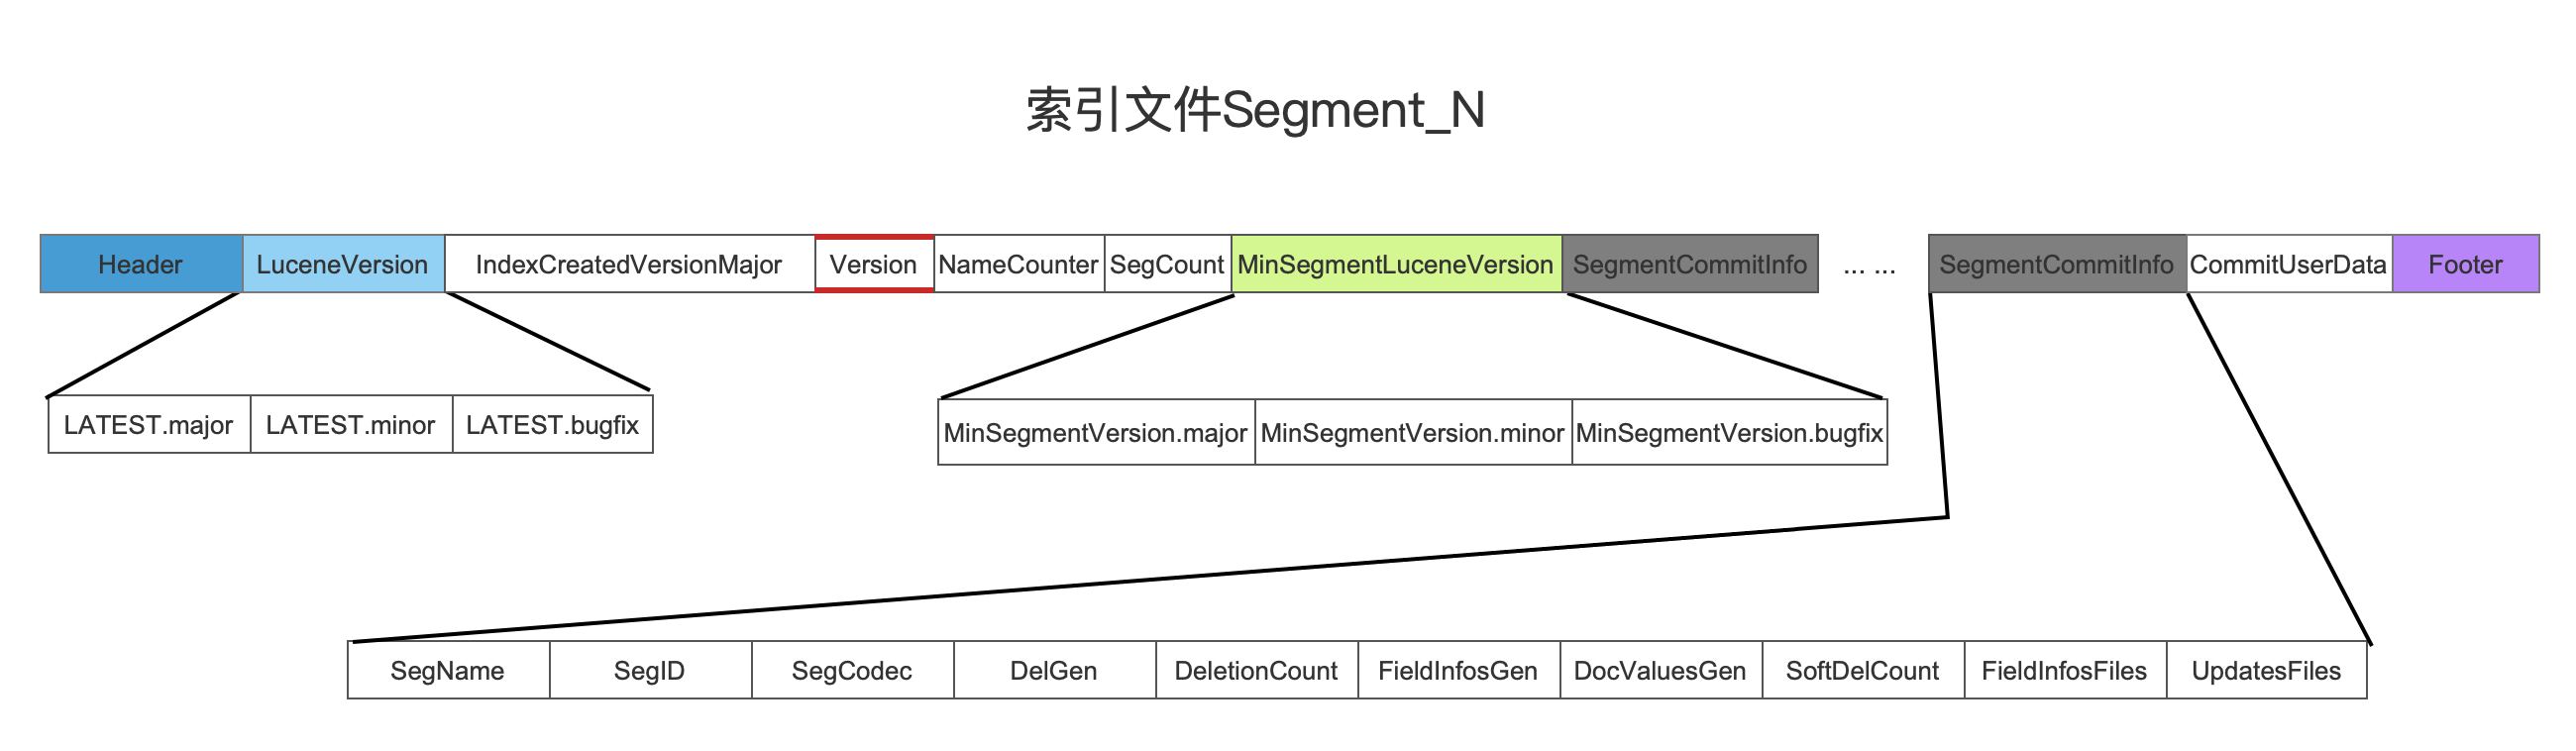 索引文件Segment_N
Header LuceneVersion IndexCreatedVersionMajor Version NameCounter SegCount MinSegmentLuceneVersion SegmentCommitInfo ... ... SegmentCommitInfo CommitUserData Footer
LATEST.major LATEST.minor LATEST.bugfix
MinSegmentVersion.major MinSegmentVersion.minor MinSegmentVersion.bugfix
SegName SegID SegCodec DelGen DeletionCount FieldInfosGen DocValuesGen SoftDelCount FieldInfosFiles UpdatesFiles